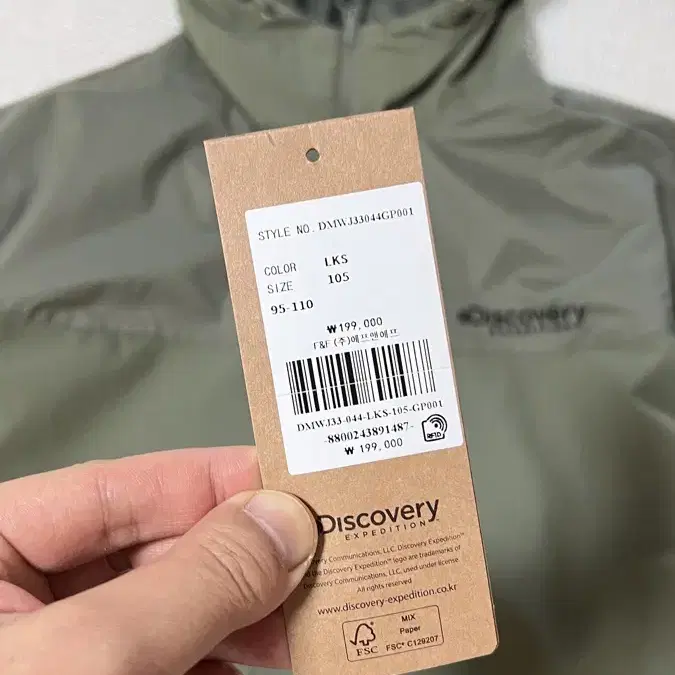 STYLE NO. DMWJ33044GP001
COLOR LKS
SIZE 105
95-110
₩199,000
F&F (주)에프앤에프
DMWJ33-044-LKS-105-GP001
-8800243891487-
RFID
₩ 199,000
Discovery
EXPEDITION™
Communications, LLC. Discovery Expedition™
the Discovery Expedition™ logo are trademarks of
Discovery Communications, LLC, used under license
All rights reserved
www.discovery-expedition.co.kr
FSC
MIX
Paper
FSC® C129207
Discovery